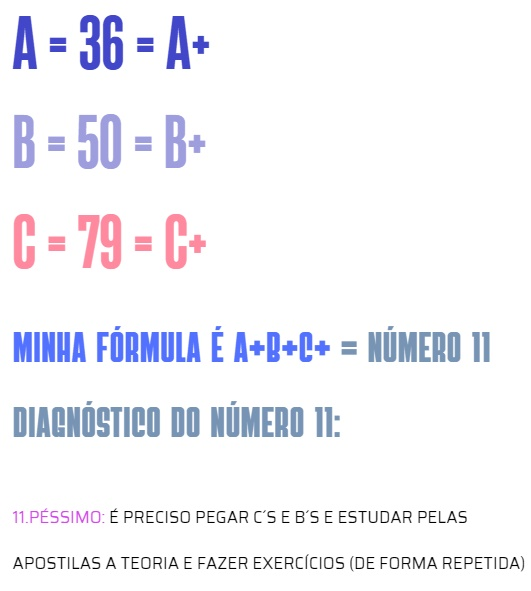 A = 36 = A+
B = 50 = B+
C = 79 = C+
MINHA FÓRMULA É A+B+C+ = NÚMERO 11
DIAGNÓSTICO DO NÚMERO 11:
11.PÉSSIMO: É PRECISO PEGAR C´S E B´S E ESTUDAR PELAS
APOSTILAS A TEORIA E FAZER EXERCÍCIOS (DE FORMA REPETIDA)